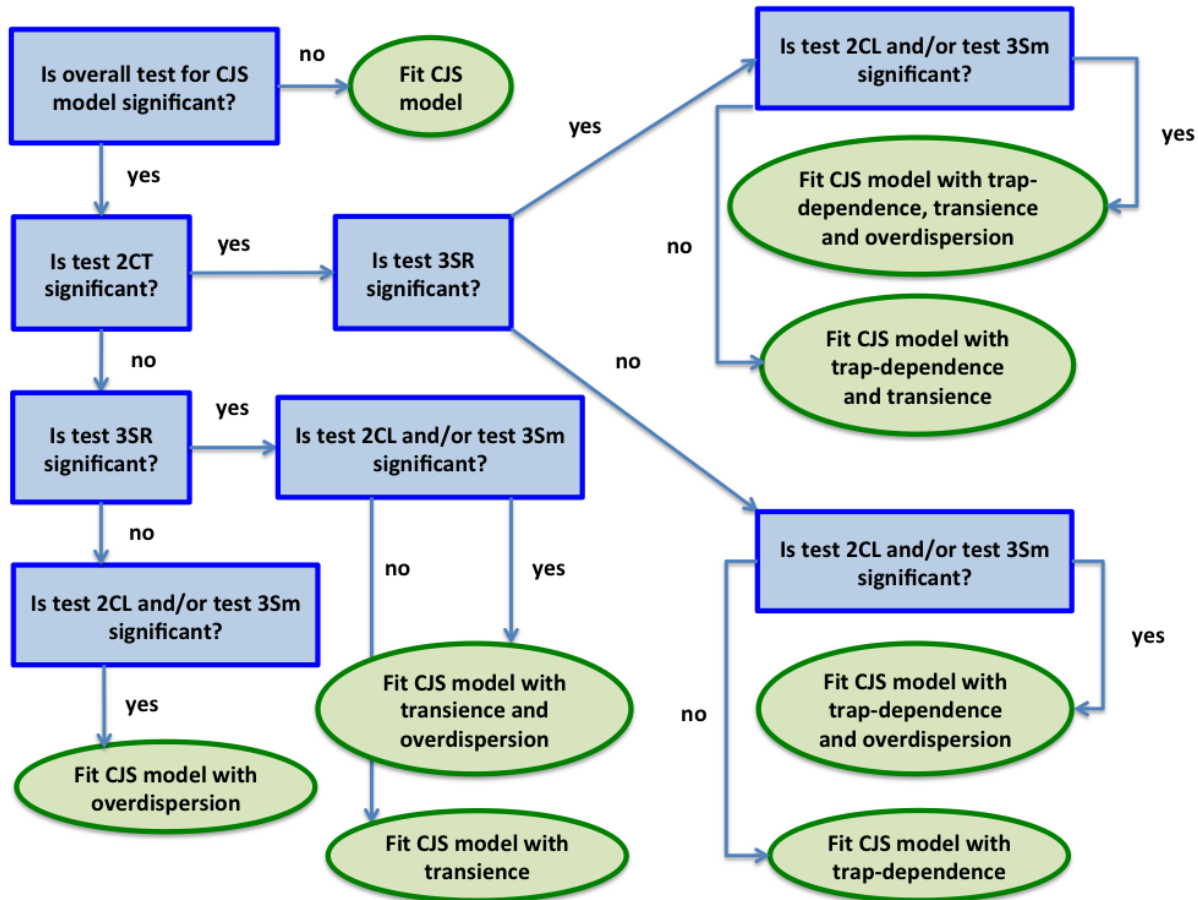 Is overall test for CJS
model significant?
no
Fit CJS
model
yes
Is test 2CT
significant?
yes
Is test 3SR
significant?
yes
Is test 2CL and/or test 3Sm
significant?
yes
Fit CJS model with trap-
dependence, transience
and overdispersion
no
Fit CJS model with
trap-dependence
and transience
no
Is test 2CL and/or test 3Sm
significant?
yes
Fit CJS model with
trap-dependence
and overdispersion
no
Fit CJS model with
trap-dependence
no
Is test 3SR
significant?
yes
Is test 2CL and/or test 3Sm
significant?
no
yes
Fit CJS model with
transience and
overdispersion
Fit CJS model with
transience
no
Is test 2CL and/or test 3Sm
significant?
yes
Fit CJS model with
overdispersion